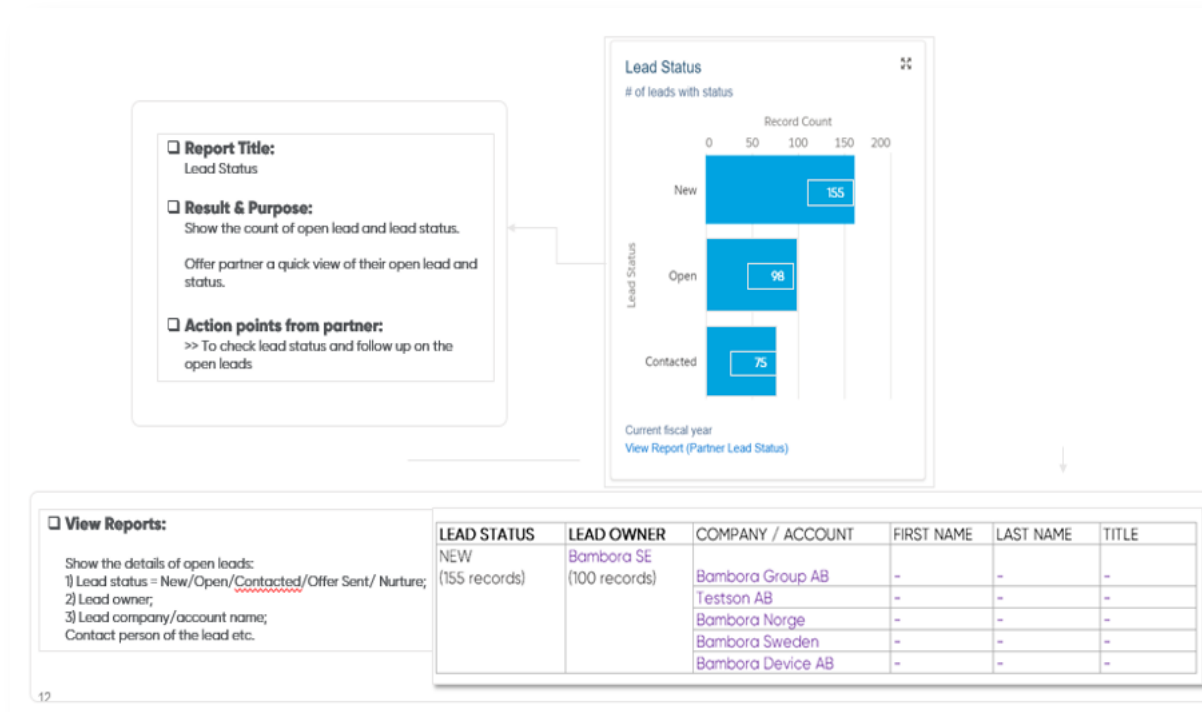 Report Title:
Lead Status
Result & Purpose:
Show the count of open lead and lead status.
Offer partner a quick view of their open lead and
status.
Action points from partner:
>> To check lead status and follow up on the
open leads
Lead Status
# of leads with status
Record Count
0 50 100 150 200
Lead Status
New 155
Open 98
Contacted 75
Current fiscal year
View Report (Partner Lead Status)
View Reports:
Show the details of open leads:
1) Lead status = New/Open/Contacted/Offer Sent/ Nurture;
2) Lead owner;
3) Lead company/account name;
Contact person of the lead etc.
LEAD STATUS LEAD OWNER COMPANY / ACCOUNT FIRST NAME LAST NAME TITLE
NEW Bambora SE
(155 records) (100 records) Bambora Group AB - - -
Testson AB - - -
Bambora Norge - - -
Bambora Sweden - - -
Bambora Device AB - - -
12